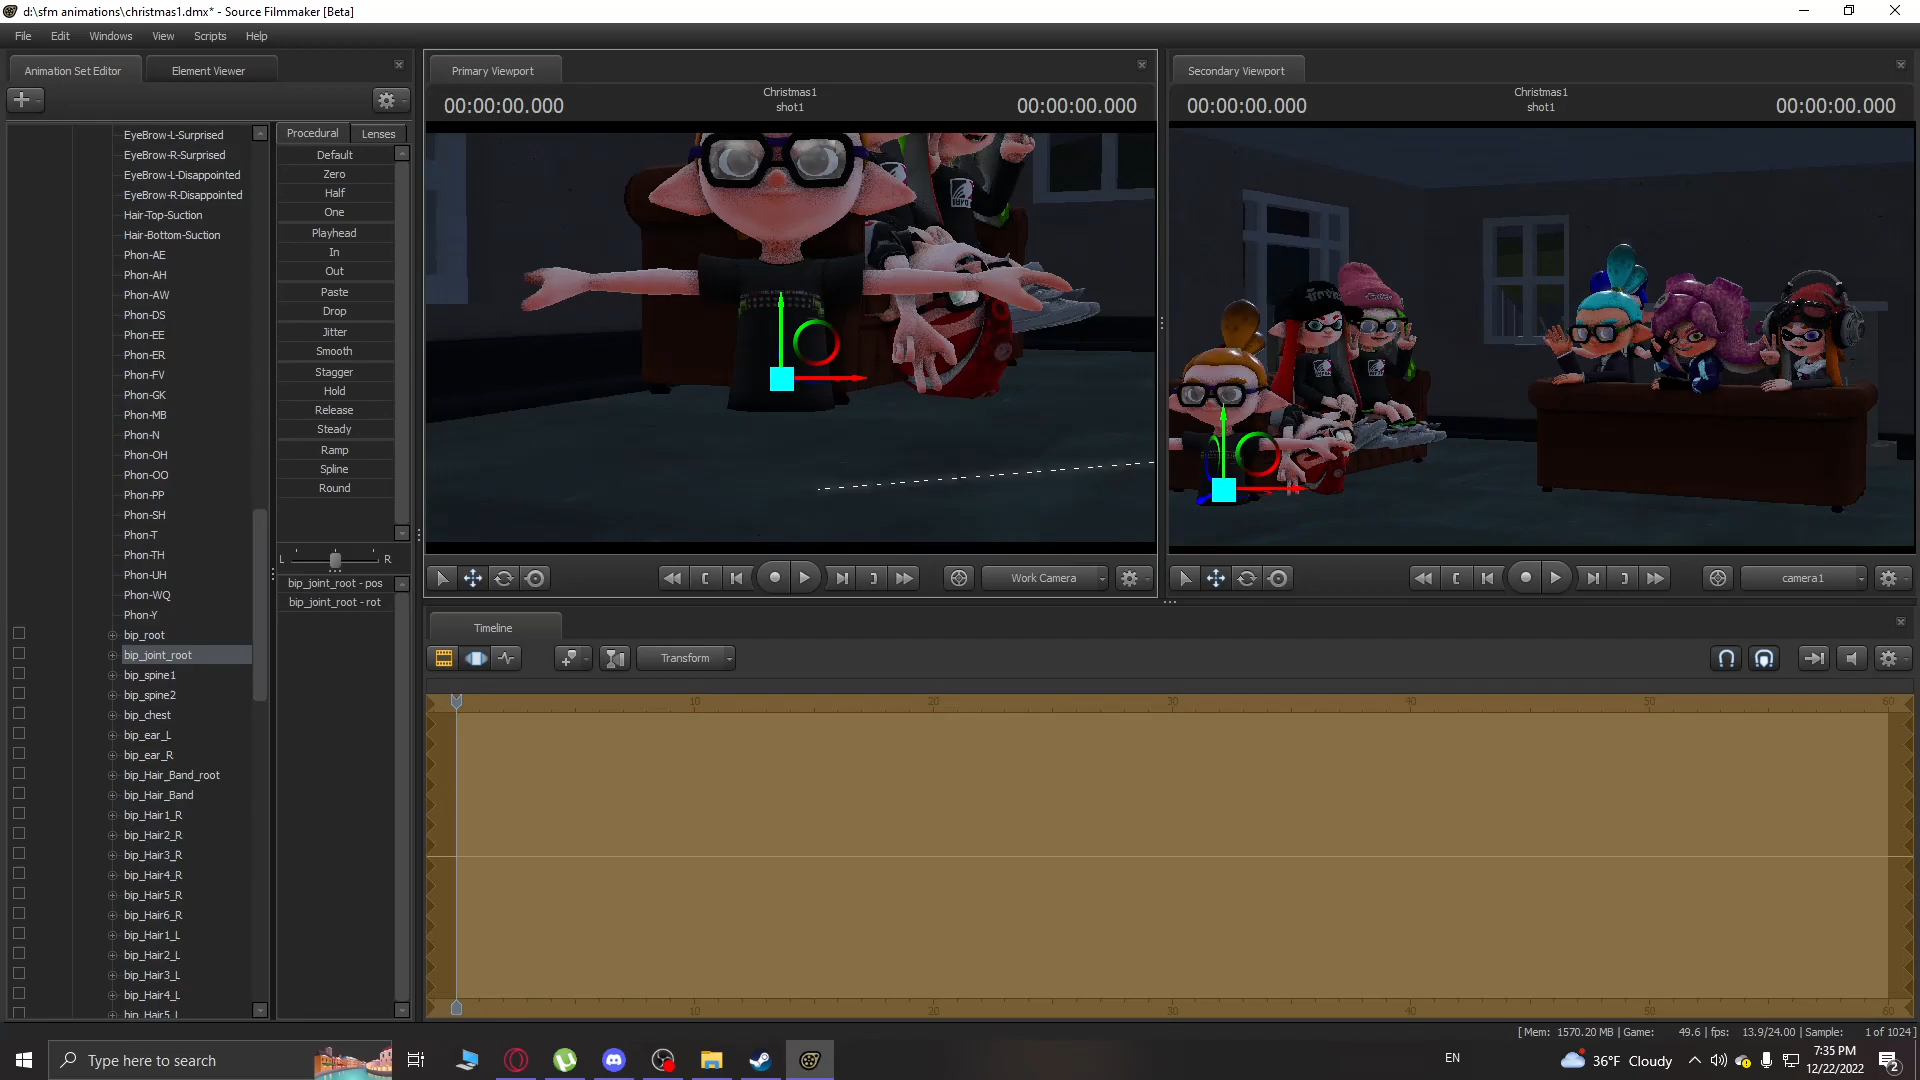 d:\sfm animations\christmas1.dmx* - Source Filmmaker [Beta]
File Edit Windows View Scripts Help
Animation Set Editor Element Viewer
EyeBrow-L-Surprised
EyeBrow-R-Surprised
EyeBrow-L-Disappointed
EyeBrow-R-Disappointed
Hair-Top-Suction
Hair-Bottom-Suction
Phon-AE
Phon-AH
Phon-AW
Phon-DS
Phon-EE
Phon-ER
Phon-FV
Phon-GK
Phon-MB
Phon-N
Phon-OH
Phon-OO
Phon-PP
Phon-SH
Phon-T
Phon-TH
Phon-UH
Phon-WQ
Phon-Y
bip_root
bip_joint_root
bip_spine1
bip_spine2
bip_chest
bip_ear_L
bip_ear_R
bip_Hair_Band_root
bip_Hair_Band
bip_Hair1_R
bip_Hair2_R
bip_Hair3_R
bip_Hair4_R
bip_Hair5_R
bip_Hair6_R
bip_Hair1_L
bip_Hair2_L
bip_Hair3_L
bip_Hair4_L
bip_Hair5_L
Procedural Lenses
Default
Zero
Half
One
Playhead
In
Out
Paste
Drop
Jitter
Smooth
Stagger
Hold
Release
Steady
Ramp
Spline
Round
L R
bip_joint_root - pos
bip_joint_root - rot
Primary Viewport
00:00:00.000 Christmas1 00:00:00.000
shot1
Work Camera
Secondary Viewport
00:00:00.000 Christmas1 00:00:00.000
shot1
camera1
Timeline
Transform
10 20 30 40 50 60
10 20 30 40 50 60
[ Mem: 1570.20 MB | Game: 49.6 | fps: 13.9/24.00 | Sample: 1 of 1024 ]
Type here to search
EN
36°F Cloudy
7:35 PM
12/22/2022
2